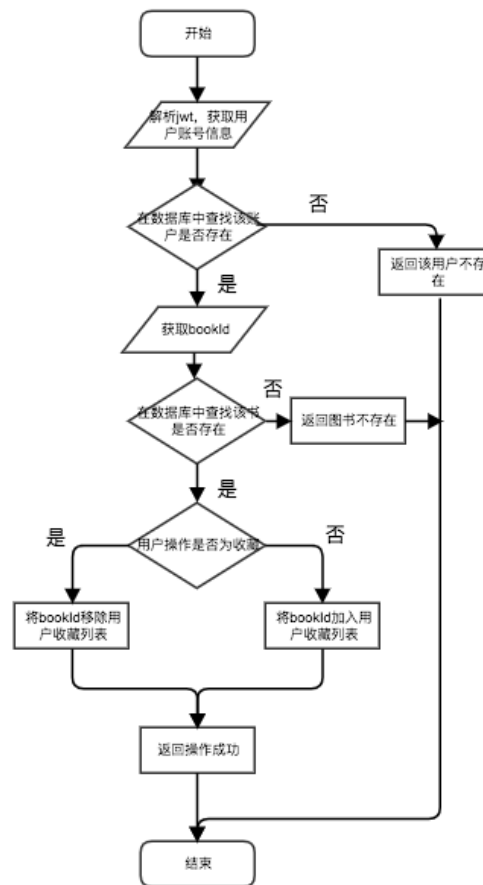 开始
解析jwt，获取用
户账号信息
在数据库中查找该账
户是否存在
否
返回该用户不存
在
是
获取bookId
在数据库中查找该书
是否存在
否
返回图书不存在
是
用户操作是否为收藏
是
否
将bookId移除用
户收藏列表
将bookId加入用
户收藏列表
返回操作成功
结束